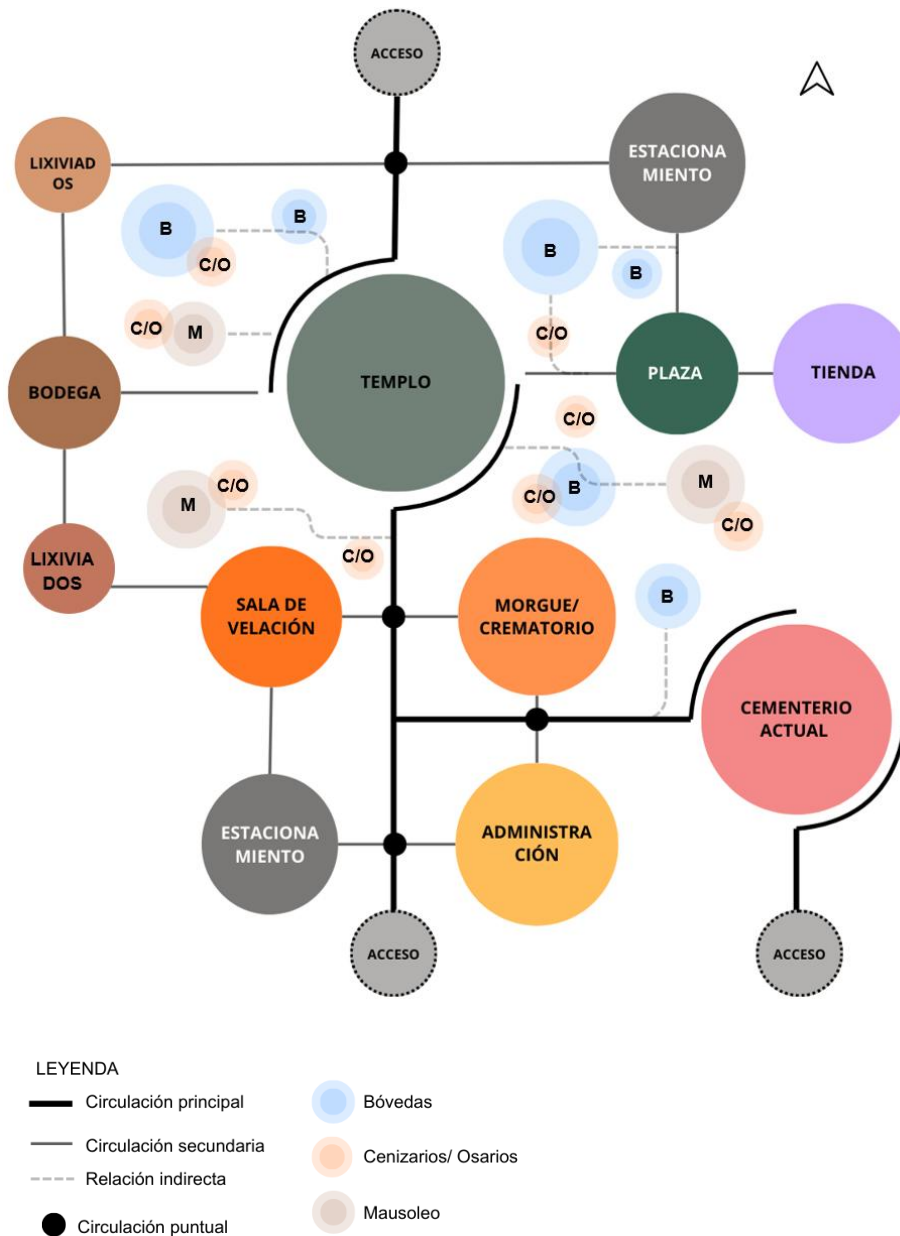 ACCESO
LIXIVIAD
OS
ESTACIONA
MIENTO
B
B
C/O
B
B
C/O
M
C/O
BODEGA
TEMPLO
PLAZA
TIENDA
C/O
M
C/O
C/O
B
M
C/O
C/O
LIXIVIA
DOS
SALA DE
VELACIÓN
MORGUE/
CREMATORIO
B
CEMENTERIO
ACTUAL
ESTACIONA
MIENTO
ADMINISTRA
CIÓN
ACCESO
ACCESO
LEYENDA
Circulación principal
Circulación secundaria
Relación indirecta
Circulación puntual
Bóvedas
Cenizarios/ Osarios
Mausoleo